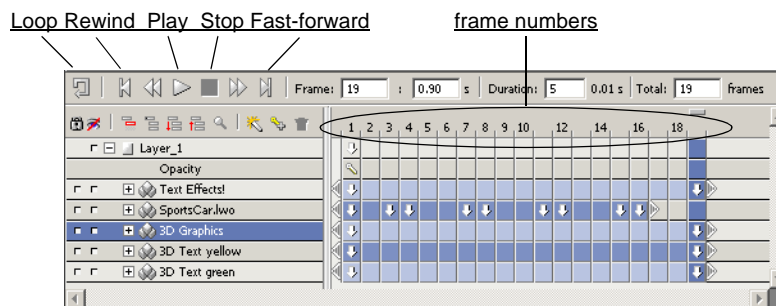 Loop Rewind Play Stop Fast-forward frame numbers
Frame: 19 : 0.90 s Duration: 5 0.01 s Total: 19 frames
1 2 3 4 5 6 7 8 9 10 12 14 16 18
Layer_1
Opacity
Text Effects!
SportsCar.lwo
3D Graphics
3D Text yellow
3D Text green